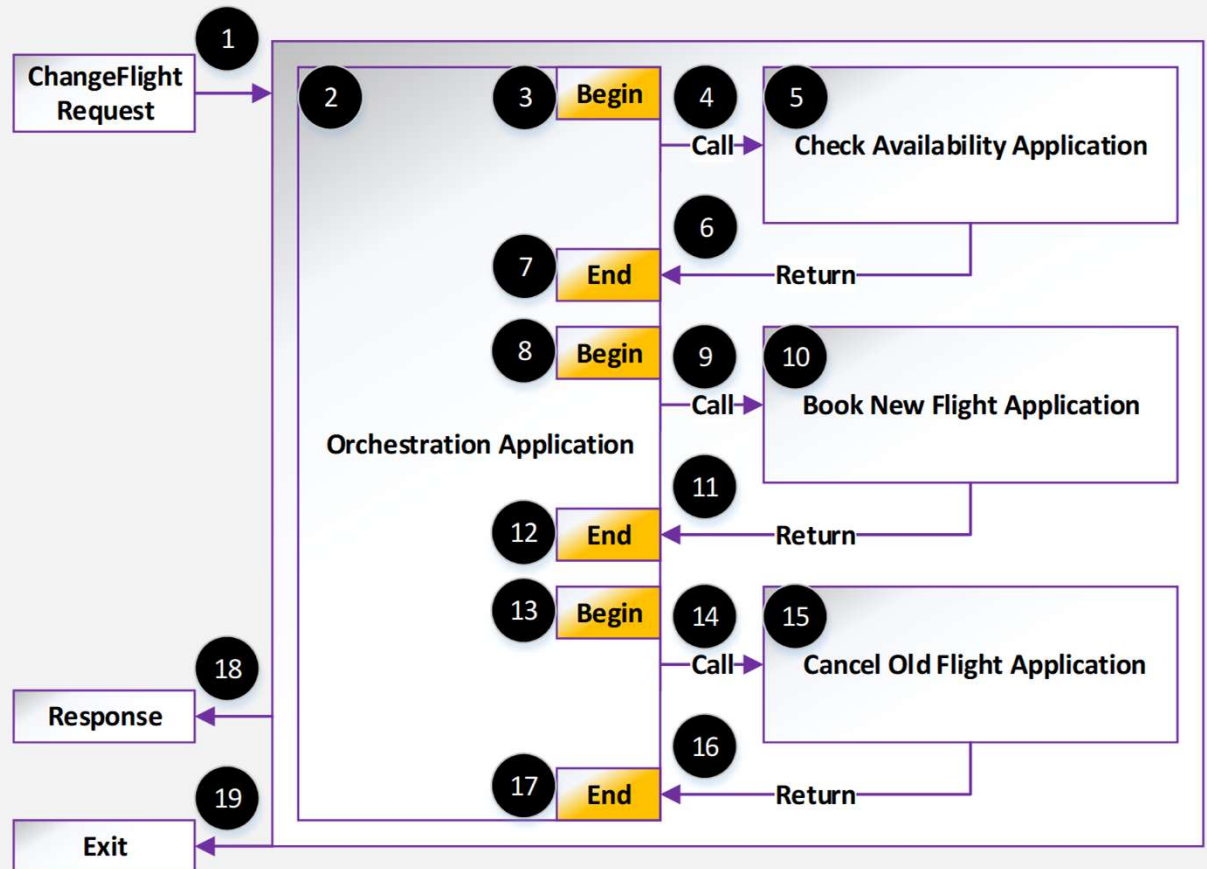 1
ChangeFlight
Request
2
3
Begin
4
Call
5
Check Availability Application
6
Return
7
End
8
Begin
9
Call
10
Book New Flight Application
Orchestration Application
11
Return
12
End
13
Begin
14
Call
15
Cancel Old Flight Application
16
Return
17
End
18
Response
19
Exit